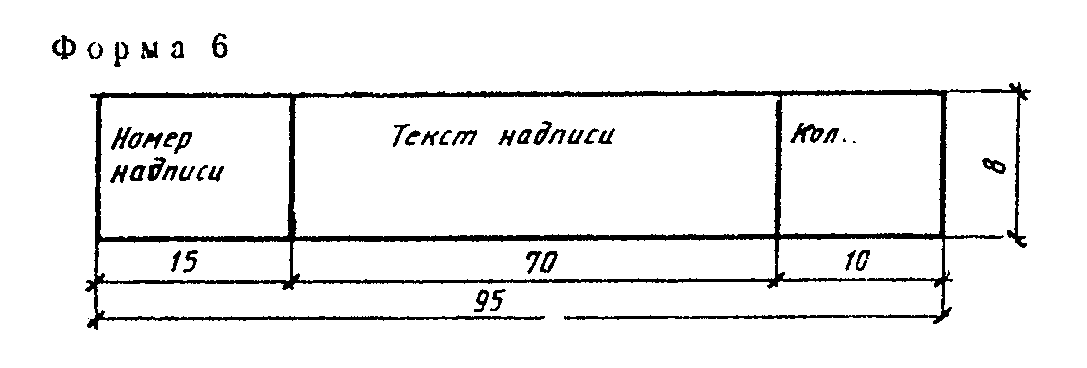 Форма 6
Номер надписи
Текст надписи
Кол.
8
15
70
10
95